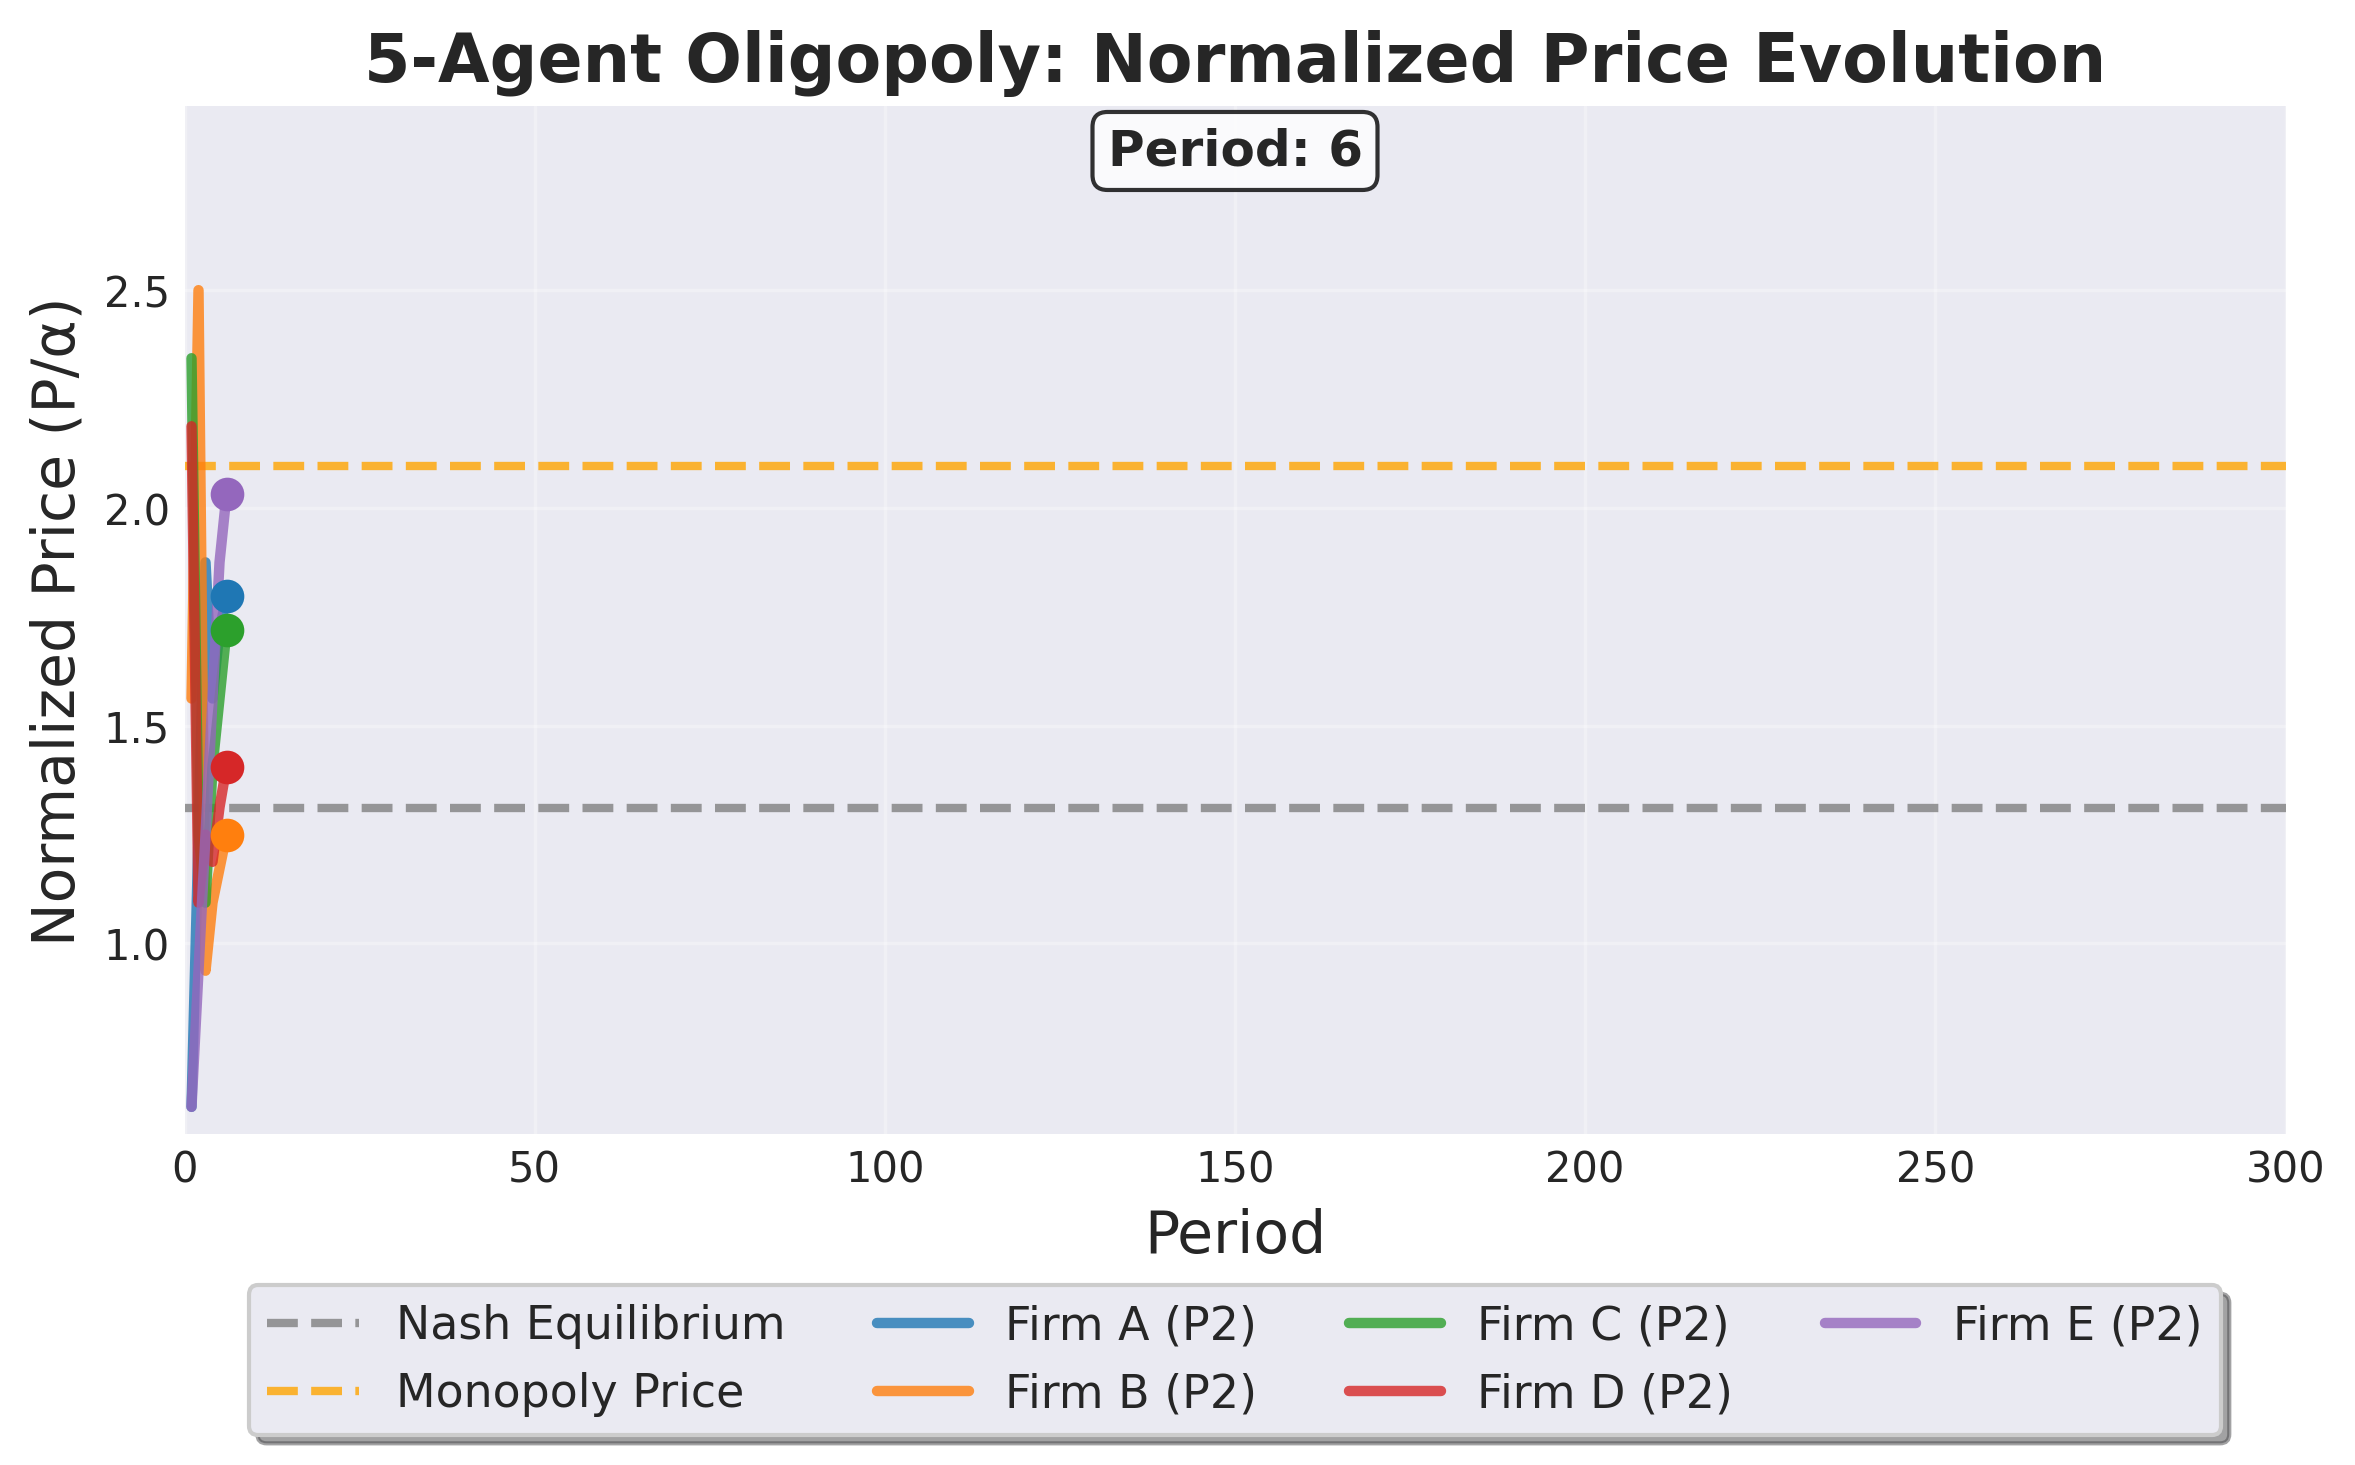 5-Agent Oligopoly: Normalized Price Evolution
Period: 6
Normalized Price (P/α)
2.5
2.0
1.5
1.0
0 50 100 150 200 250 300
Period
Nash Equilibrium Firm A (P2) Firm C (P2) Firm E (P2)
Monopoly Price Firm B (P2) Firm D (P2)